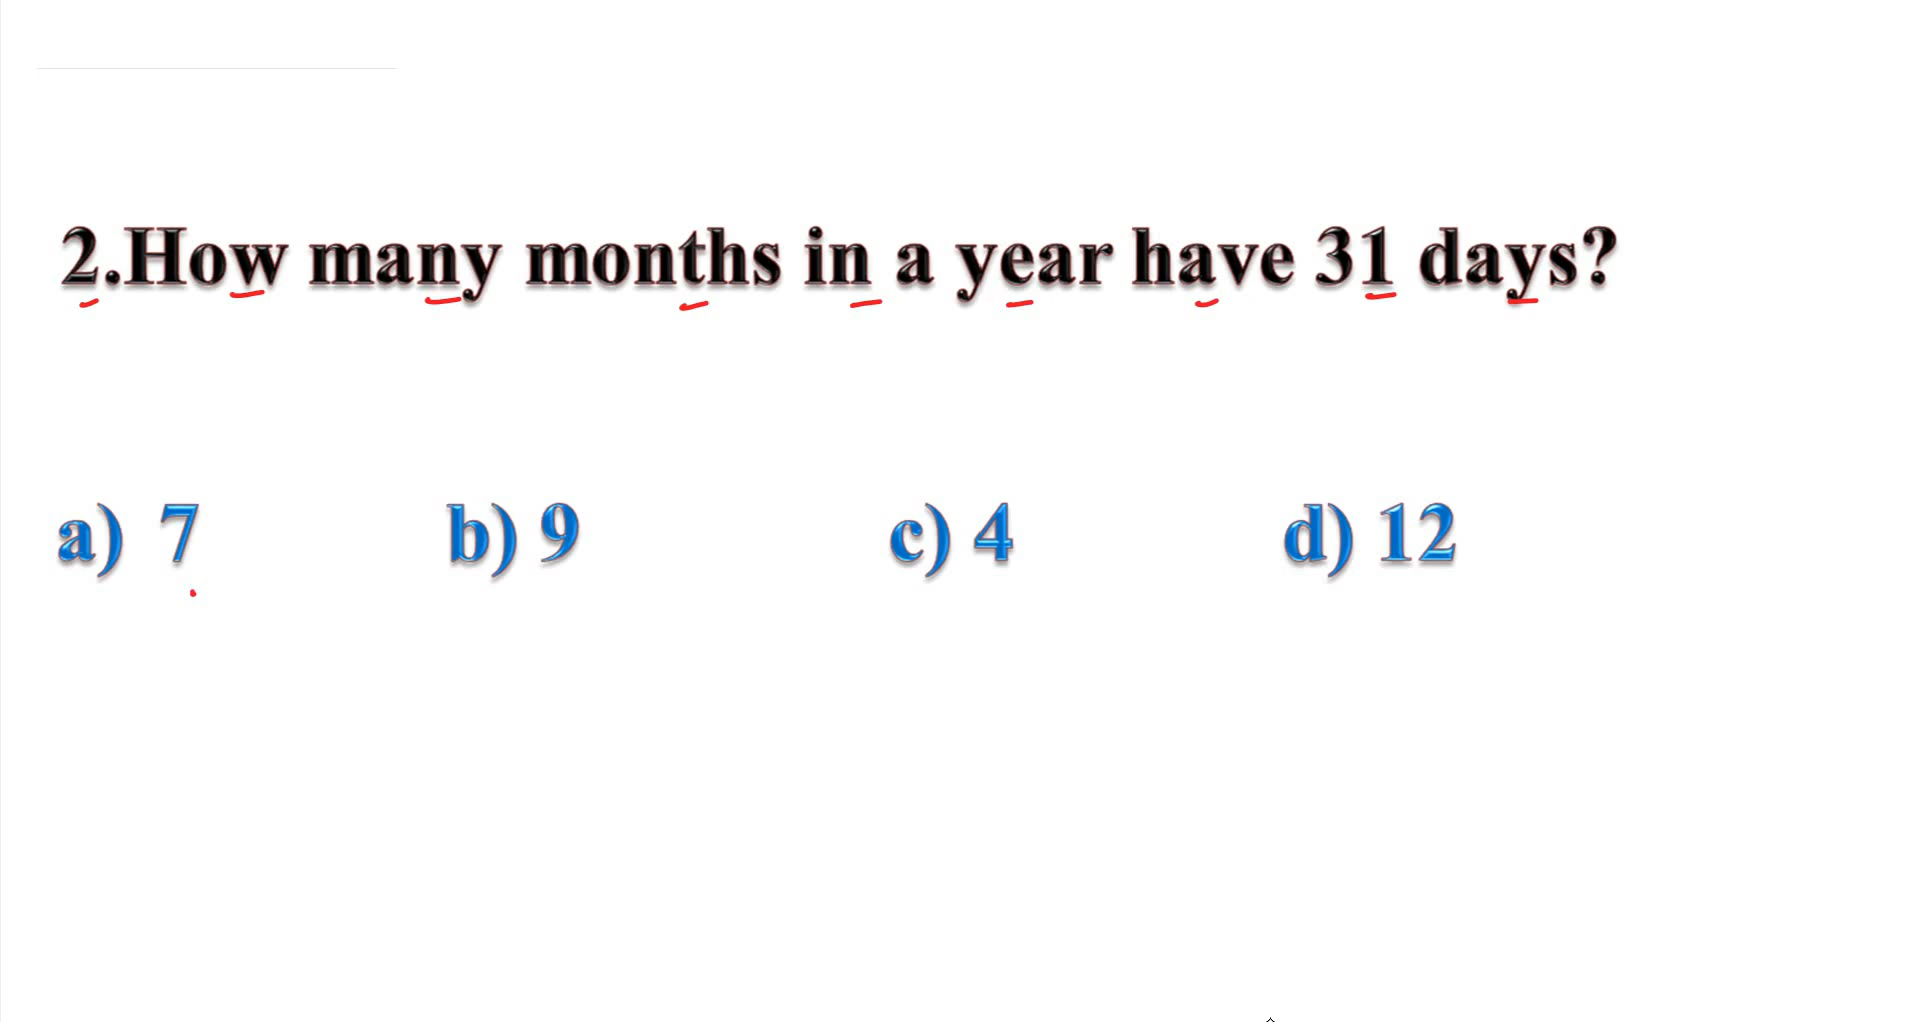 2.How many months in a year have 31 days?
a) 7 b) 9 c) 4 d) 12